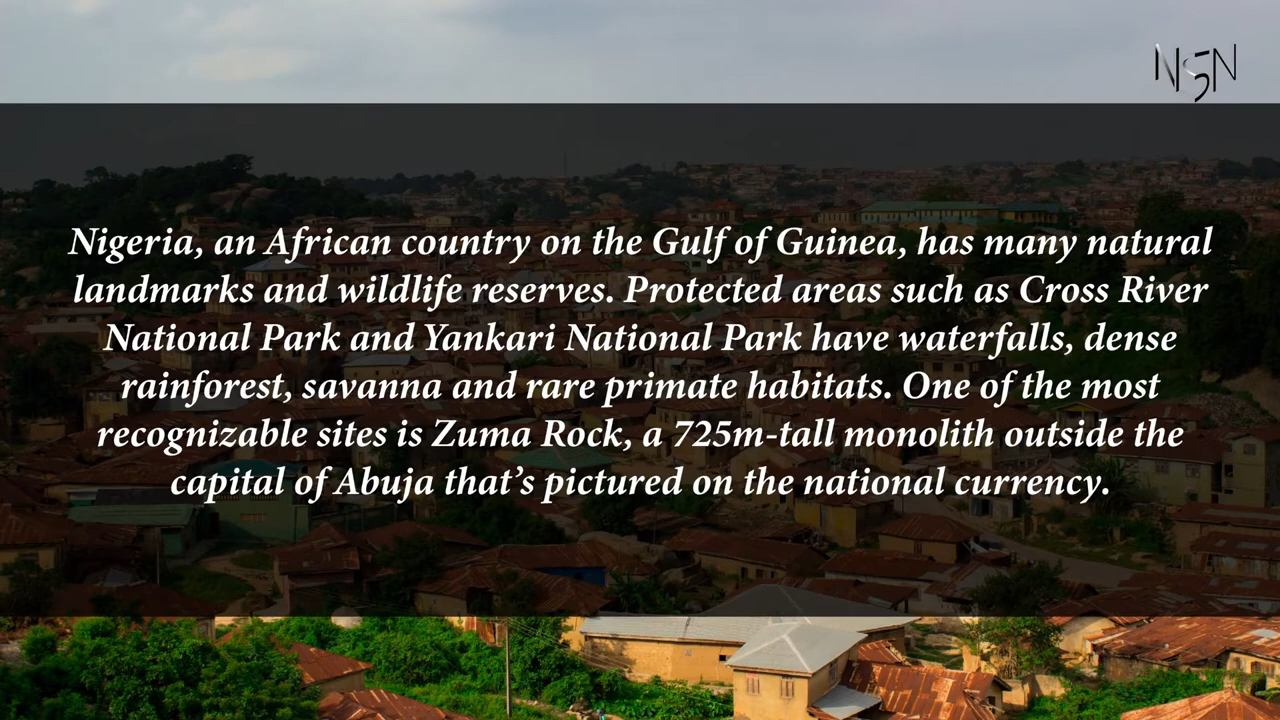 NSN
Nigeria, an African country on the Gulf of Guinea, has many natural
landmarks and wildlife reserves. Protected areas such as Cross River
National Park and Yankari National Park have waterfalls, dense
rainforest, savanna and rare primate habitats. One of the most
recognizable sites is Zuma Rock, a 725m-tall monolith outside the
capital of Abuja that’s pictured on the national currency.